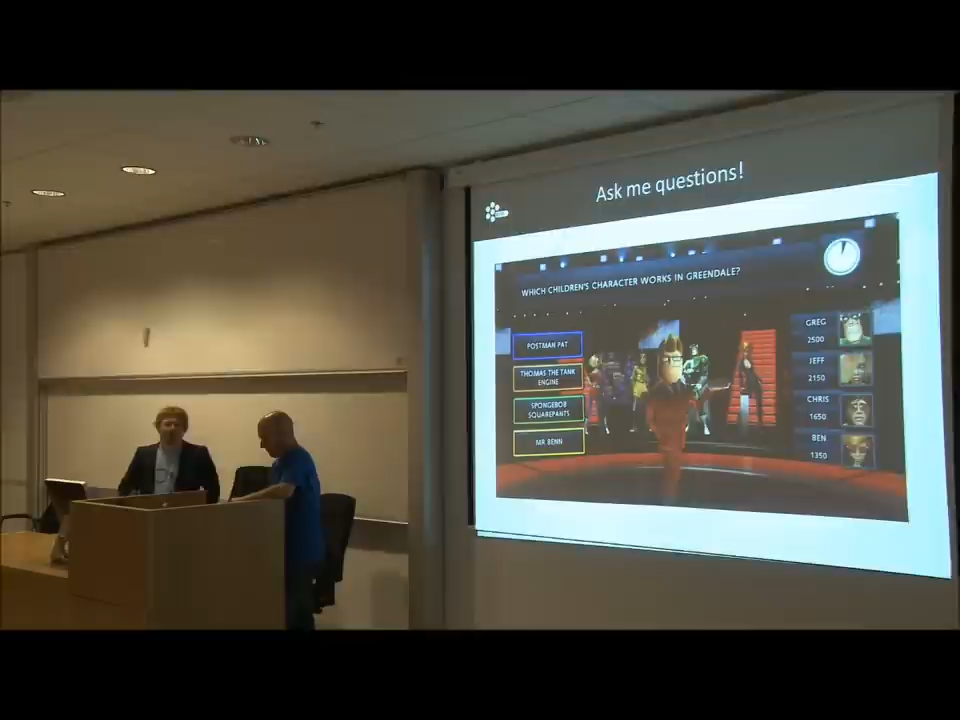 Ask me questions!
WHICH CHILDREN'S CHARACTER WORKS IN GREENDALE?
POSTMAN PAT
THOMAS THE TANK
ENGINE
SPONGEBOB
SQUAREPANTS
MR BENN
GREG
2500
JEFF
2150
CHRIS
1650
BEN
1350